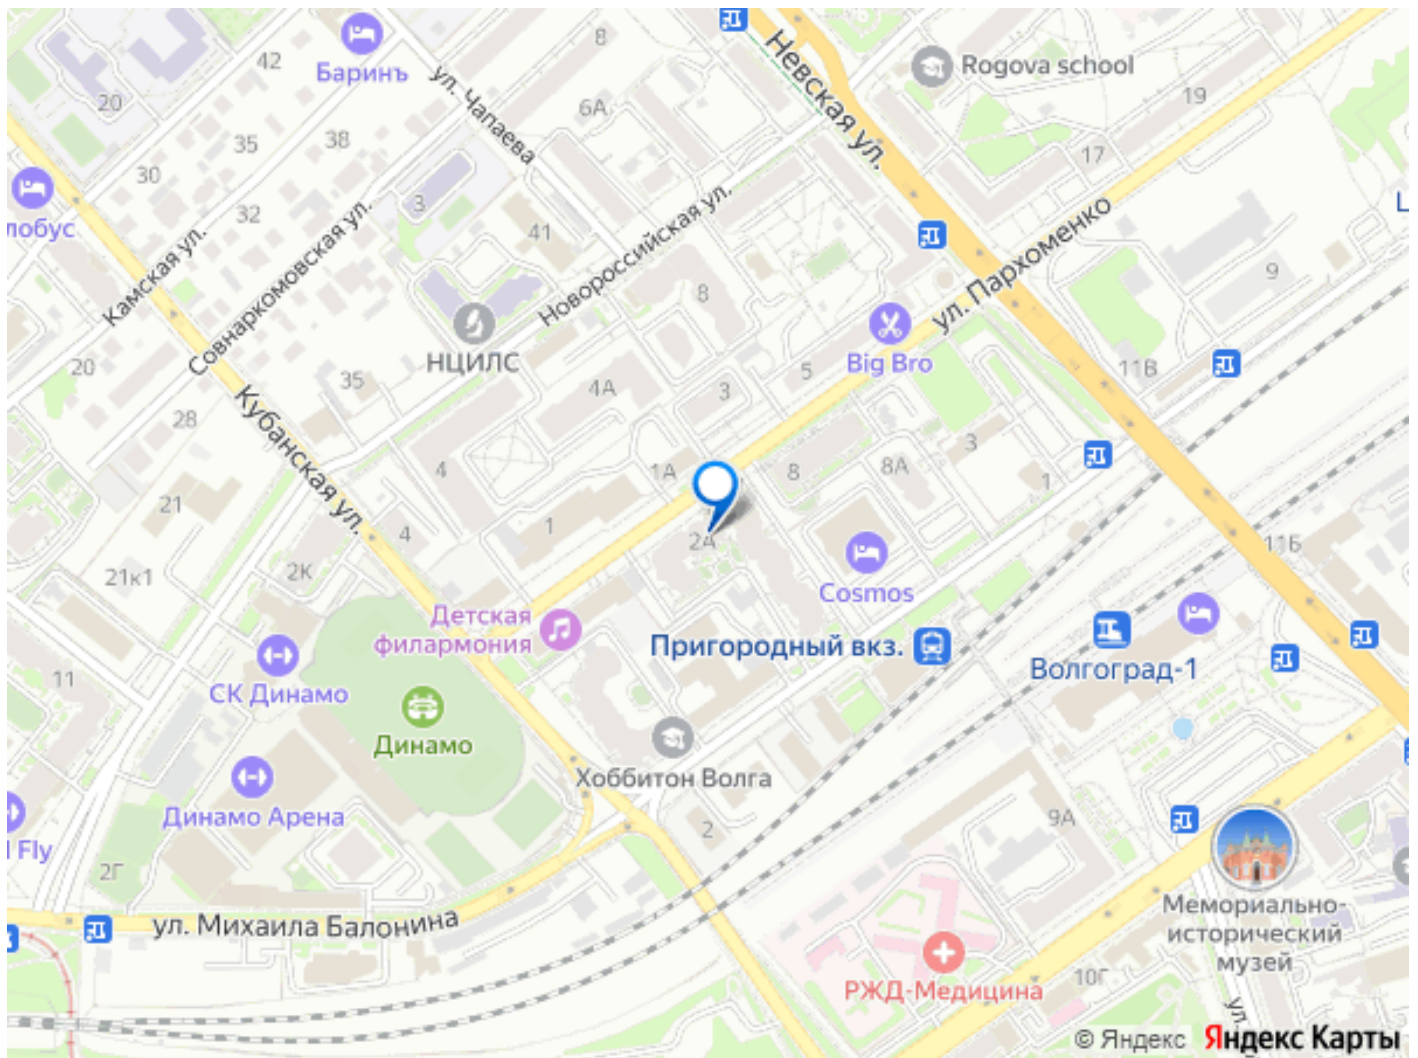 Баринъ
42
8
Невская ул.
Rogova school
20
ул. Чапаева
6А
19
35
38
17
30
3
32
41
лобус
Камская ул.
Совнаркомовская ул.
Новороссийская ул.
ул. Пархоменко
Ц
9
8
НЦИЛС
Big Bro
20
35
4А
3
5
11В
28
Кубанская ул.
4
1А
8
8А
3
1
21
4
1
2А
11Б
21к1
2К
Cosmos
Детская
филармония
Пригородный вкз.
Волгоград-1
11
СК Динамо
Динамо
Хоббитон Волга
Динамо Арена
2
9А
Fly
2Г
ул. Михаила Балонина
Мемориально-
исторический
музей
РЖД-Медицина
10Г
ул.
© Яндекс Яндекс Карты